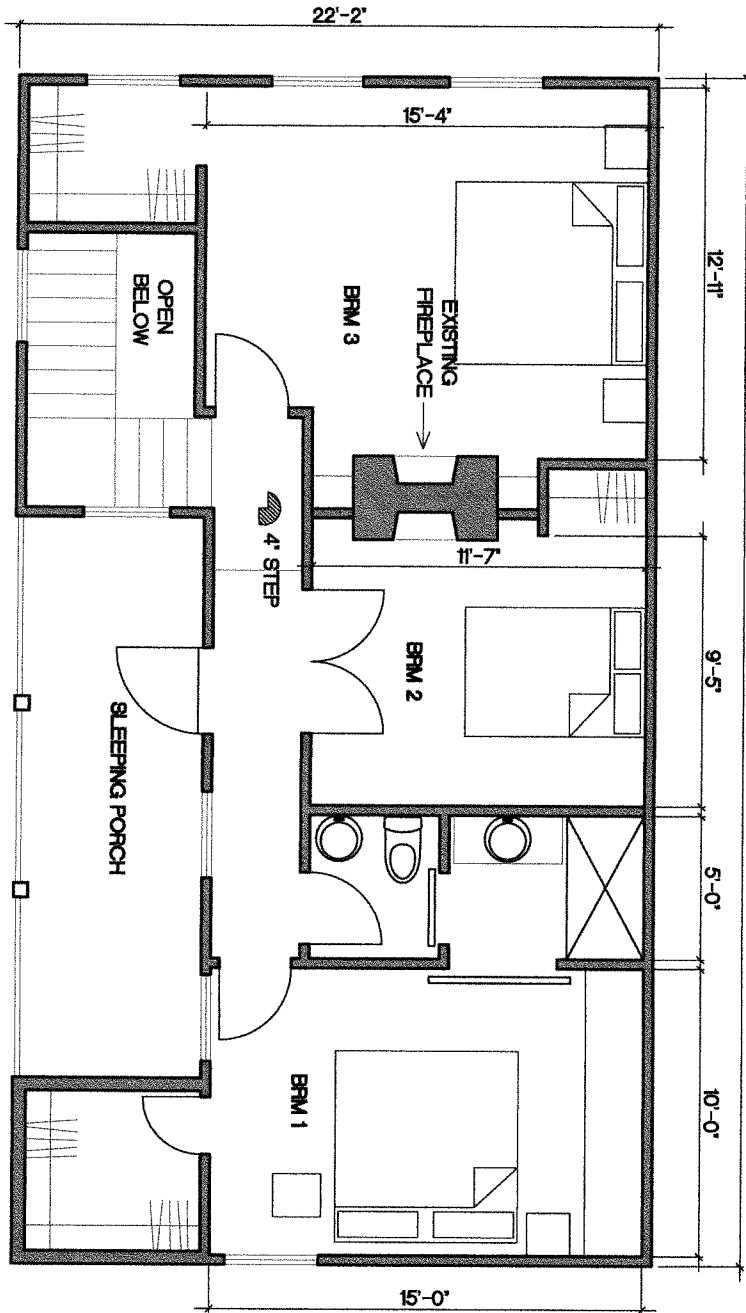 22'-2"
15'-4"
12'-11"
OPEN
BELOW
BRM 3
EXISTING
FIREPLACE
4" STEP
11'-7"
BRM 2
9'-5"
SLEEPING PORCH
5'-0"
BRM 1
10'-0"
15'-0"